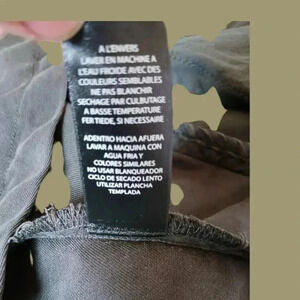 A L'ENVERS
LAVER EN MACHINE A
L'EAU FROIDE AVEC DES
COULEURS SEMBLABLES
NE PAS BLANCHIR
SECHAGE PAR CULBUTAGE
A BASSE TEMPERATURE
FER TIEDE, SI NECESSAIRE
ADENTRO HACIA AFUERA
LAVAR A MAQUINA CON
AGUA FRIA Y
COLORES SIMILARES
NO USAR BLANQUEADOR
CICLO DE SECADO LENTO
UTILIZAR PLANCHA
TEMPLADA